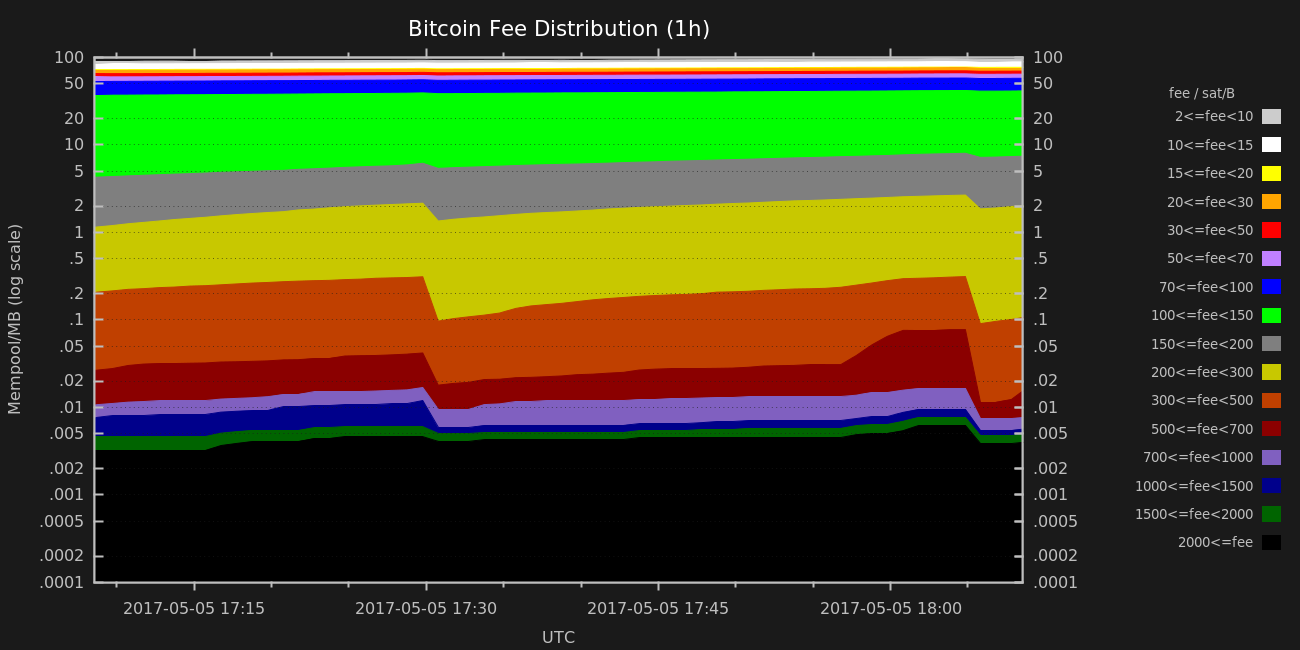 Bitcoin Fee Distribution (1h)
100
50
20
10
5
2
1
.5
.2
.1
.05
.02
.01
.005
.002
.001
.0005
.0002
.0001
Mempool/MB (log scale)
100
50
20
10
5
2
1
.5
.2
.1
.05
.02
.01
.005
.002
.001
.0005
.0002
.0001
fee / sat/B
2<=fee<10
10<=fee<15
15<=fee<20
20<=fee<30
30<=fee<50
50<=fee<70
70<=fee<100
100<=fee<150
150<=fee<200
200<=fee<300
300<=fee<500
500<=fee<700
700<=fee<1000
1000<=fee<1500
1500<=fee<2000
2000<=fee
2017-05-05 17:15 2017-05-05 17:30 2017-05-05 17:45 2017-05-05 18:00
UTC